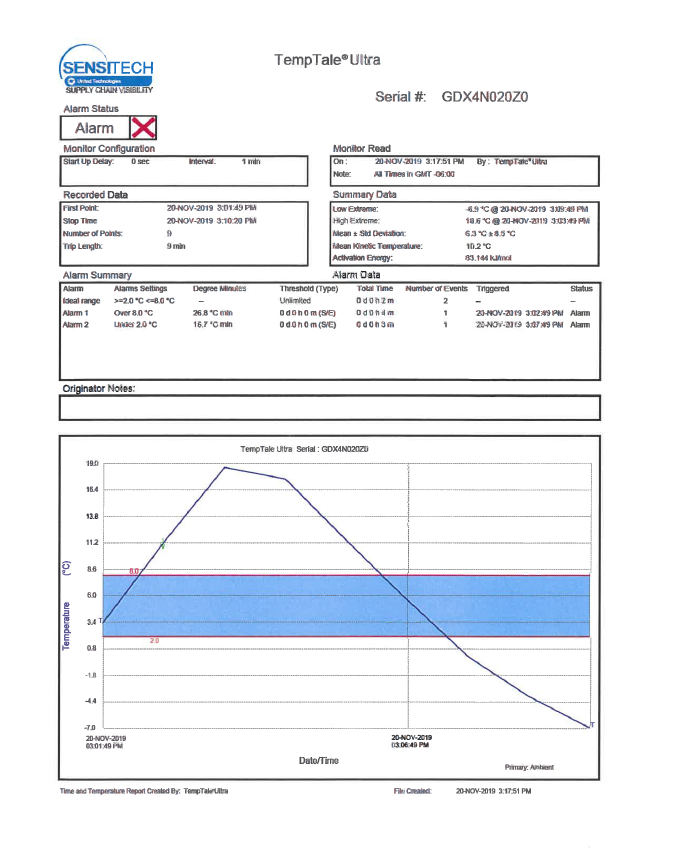 SENSITECH
United Technologies
SUPPLY CHAIN VISIBILITY
TempTale® Ultra
Serial #: GDX4N020Z0
Alarm Status
Alarm
Monitor Configuration
Start Up Delay: 0 sec Interval: 1 min
Monitor Read
On : 20-NOV-2019 3:17:51 PM By : TempTale®Ultra
Note: All Times in GMT -06:00
Recorded Data
First Point: 20-NOV-2019 3:01:49 PM
Stop Time 20-NOV-2019 3:10:20 PM
Number of Points: 9
Trip Length: 9 min
Summary Data
Low Extreme: -6.9 °C @ 20-NOV-2019 3:09:49 PM
High Extreme: 18.6 °C @ 20-NOV-2019 3:03:49 PM
Mean ± Std Deviation: 6.3 °C ± 8.5 °C
Mean Kinetic Temperature: 10.2 °C
Activation Energy: 83.144 kJ/mol
Alarm Summary
Alarm Data
Alarm Alarms Settings Degree Minutes Threshold (Type) Total Time Number of Events Triggered Status
Ideal range >=2.0 °C <=8.0 °C -- Unlimited 0 d 0 h 2 m 2 -- --
Alarm 1 Over 8.0 °C 26.8 °C min 0 d 0 h 0 m (S/E) 0 d 0 h 4 m 1 20-NOV-2019 3:02:49 PM Alarm
Alarm 2 Under 2.0 °C 16.7 °C min 0 d 0 h 0 m (S/E) 0 d 0 h 3 m 1 20-NOV-2019 3:07:49 PM Alarm
Originator Notes:
TempTale Ultra Serial : GDX4N020Z0
19.0
16.4
13.8
11.2
8.6
8.0
6.0
3.4
2.0
0.8
-1.8
-4.4
-7.0
Temperature (°C)
20-NOV-2019
03:01:49 PM
20-NOV-2019
03:06:49 PM
Date/Time
Primary: Ambient
Time and Temperature Report Created By: TempTale®Ultra
File Created: 20-NOV-2019 3:17:51 PM